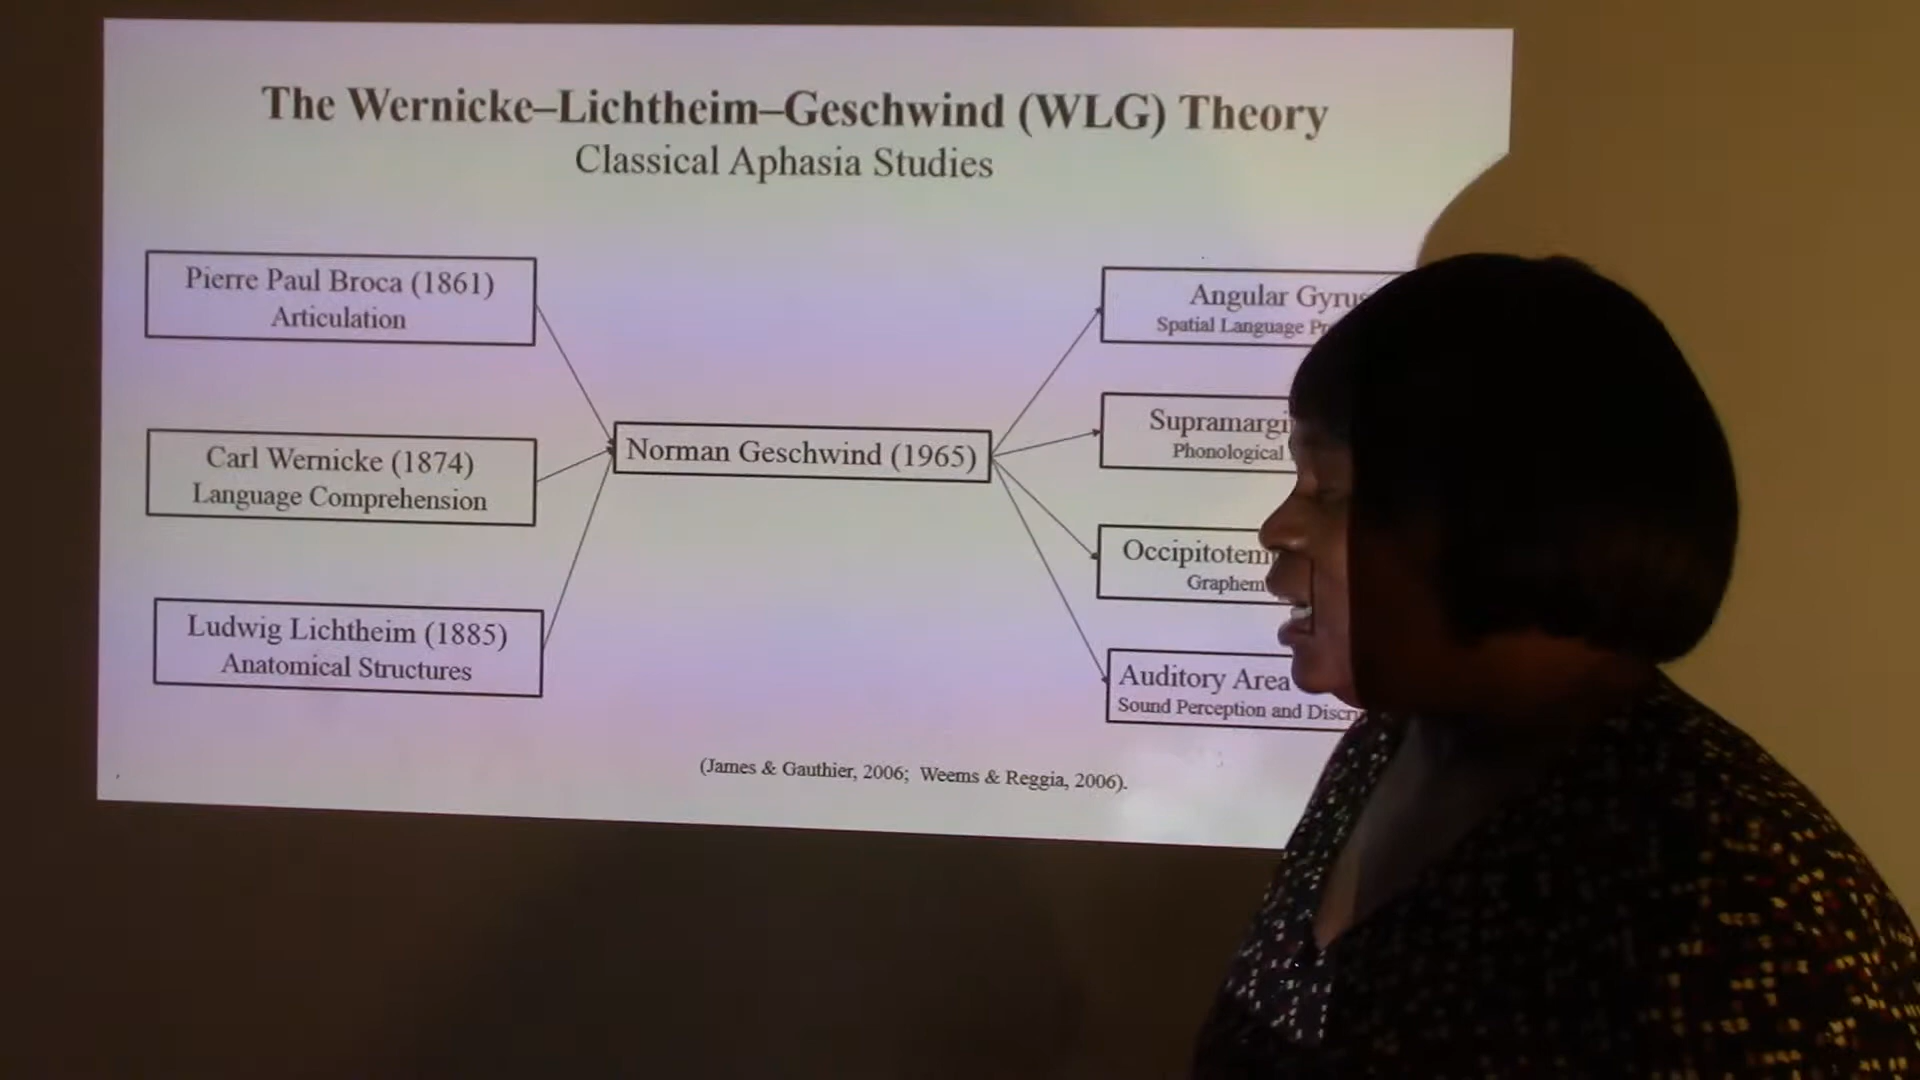 The Wernicke–Lichtheim–Geschwind (WLG) Theory
Classical Aphasia Studies
Pierre Paul Broca (1861)
Articulation
Carl Wernicke (1874)
Language Comprehension
Ludwig Lichtheim (1885)
Anatomical Structures
Norman Geschwind (1965)
Angular
Spatial Language
Phonological
Auditory Area
Sound Perception and
(James & Gauthier, 2006; Weems & Reggia, 2006).